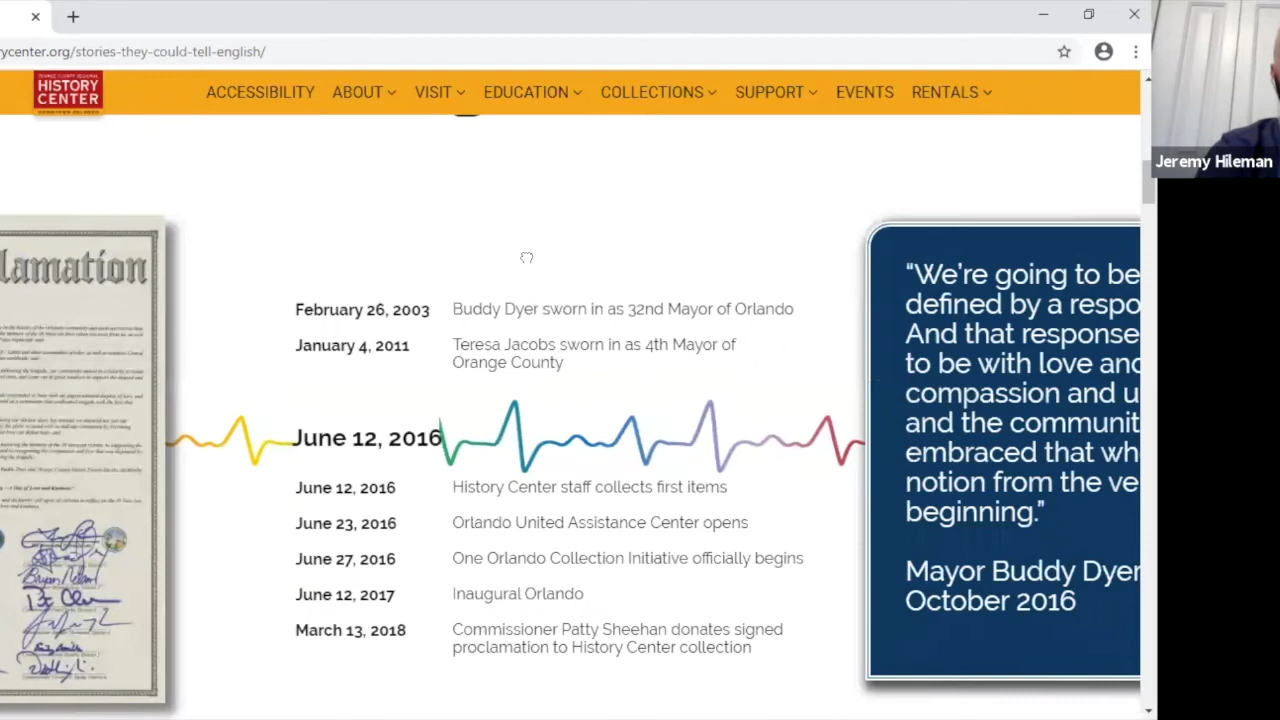 ycenter.org/stories-they-could-tell-english/
HISTORY
CENTER
ACCESSIBILITY ABOUT VISIT EDUCATION COLLECTIONS SUPPORT EVENTS RENTALS
Jeremy Hileman
lamation
February 26, 2003 Buddy Dyer sworn in as 32nd Mayor of Orlando
January 4, 2011 Teresa Jacobs sworn in as 4th Mayor of
Orange County
June 12, 2016
June 12, 2016 History Center staff collects first items
June 23, 2016 Orlando United Assistance Center opens
June 27, 2016 One Orlando Collection Initiative officially begins
June 12, 2017 Inaugural Orlando
March 13, 2018 Commissioner Patty Sheehan donates signed
proclamation to History Center collection
“We’re going to be
defined by a respo
And that response
to be with love and
compassion and u
and the communit
embraced that wh
notion from the ve
beginning.”
Mayor Buddy Dyer
October 2016